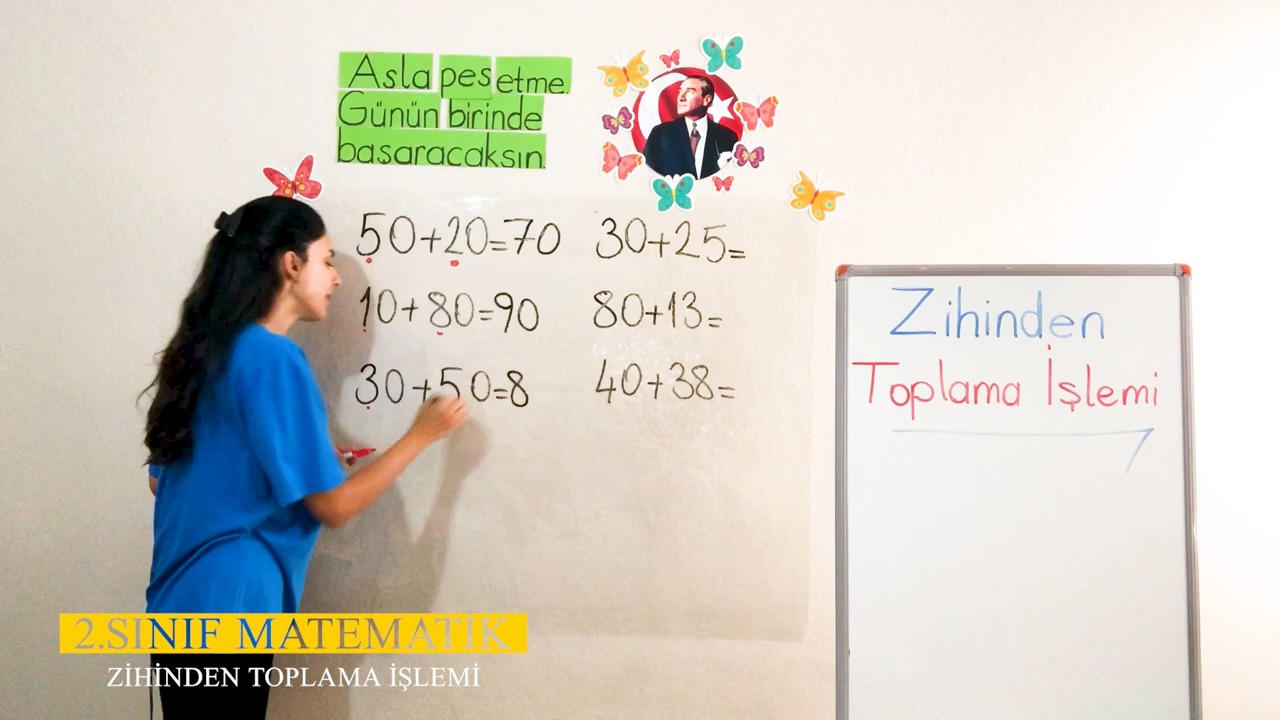 Asla pes etme.
Günün birinde
başaracaksın.
50+20=70
10+80=90
30+50=8
30+25=
80+13=
40+38=
Zihinden
Toplama İşlemi
2.SINIF MATEMATİK
ZİHİNDEN TOPLAMA İŞLEMİ